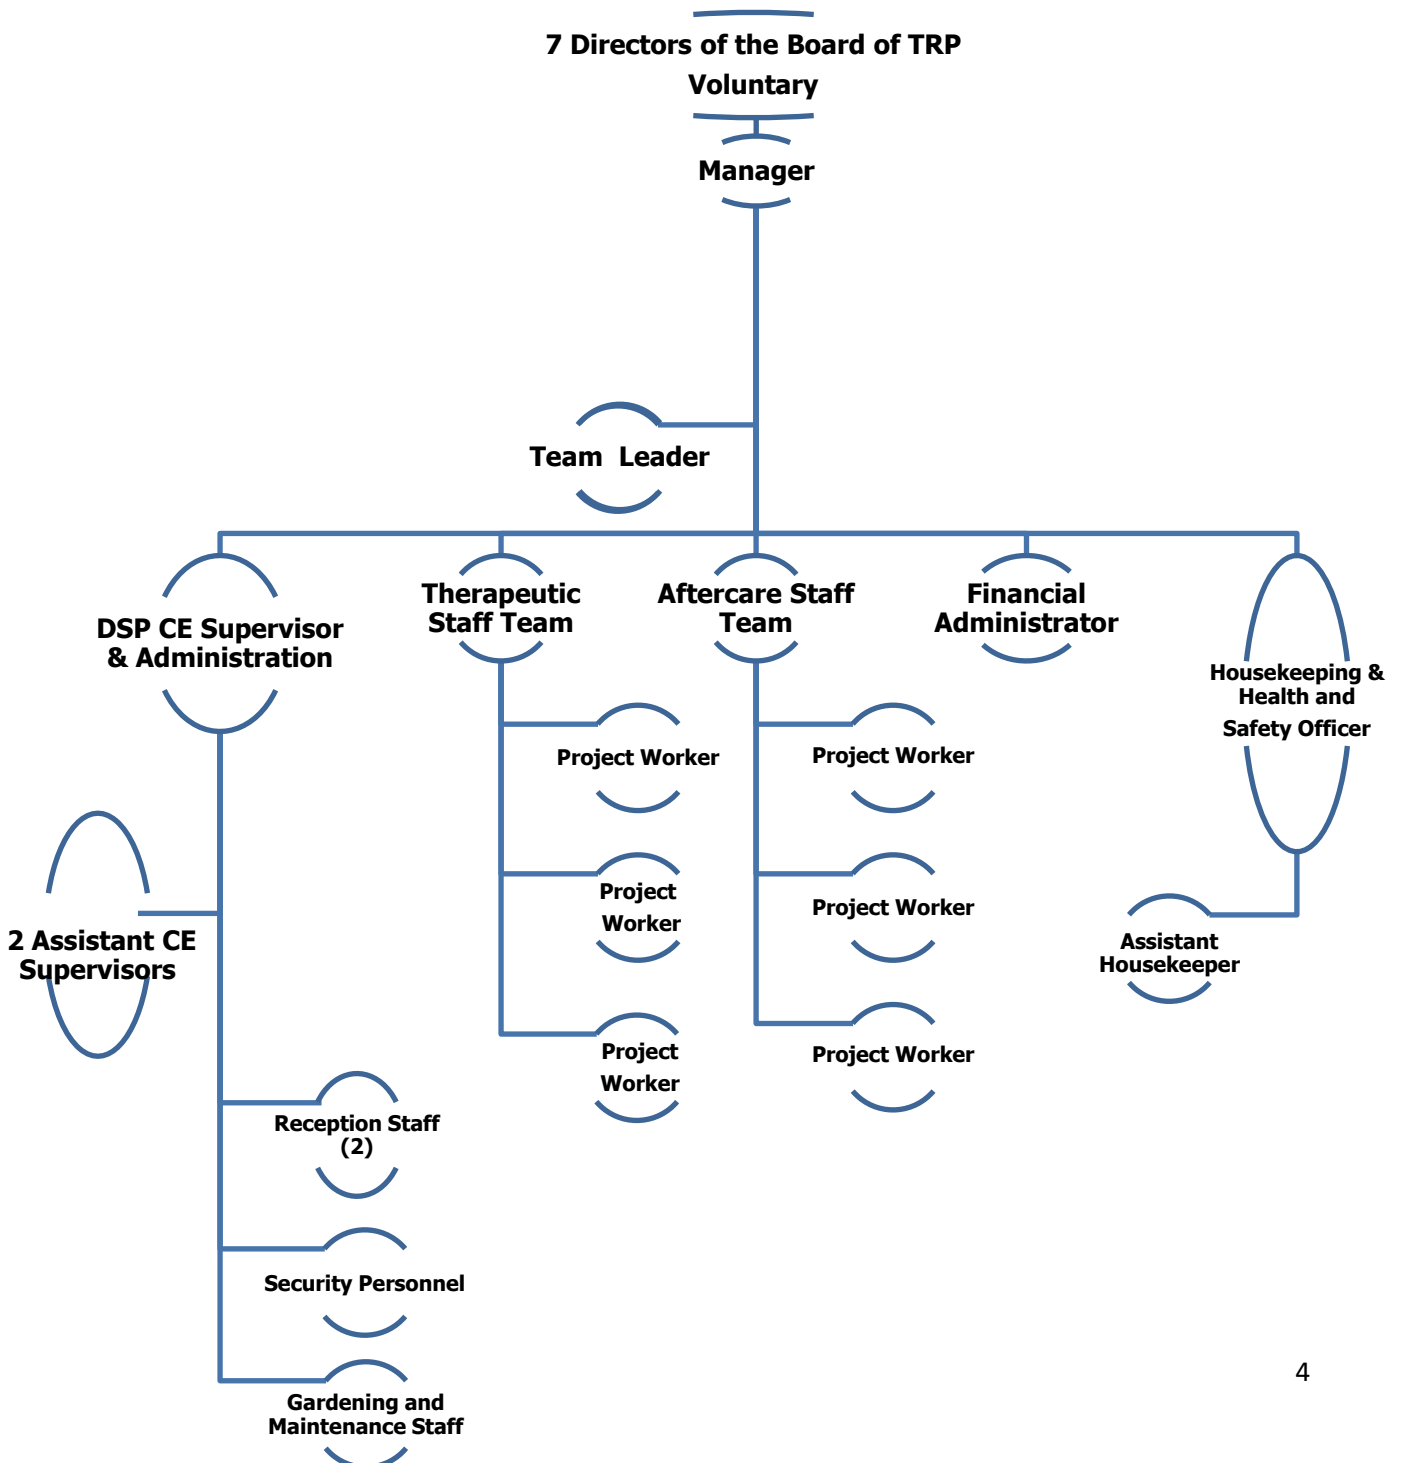 7 Directors of the Board of TRP
Voluntary
Manager
Team  Leader
DSP CE Supervisor
& Administration
Therapeutic
Staff Team
Aftercare Staff
Team
Financial
Administrator
Housekeeping &
Health and
Safety Officer
2 Assistant CE
Supervisors
Reception Staff
(2)
Security Personnel
Gardening and
Maintenance Staff
Project Worker
Project
Worker
Project
Worker
Project Worker
Project Worker
Project Worker
Assistant
Housekeeper
4